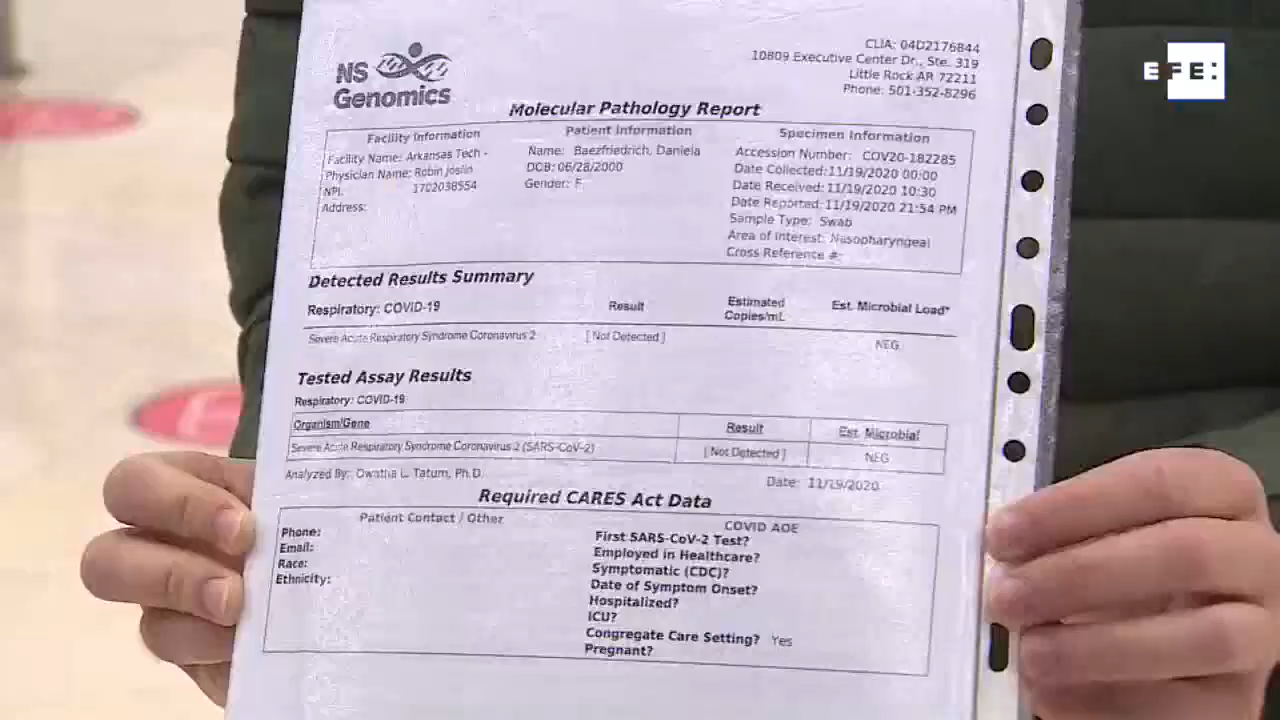 EFE:
NS
Genomics
CLIA: 04D2176844
10809 Executive Center Dr., Ste. 319
Little Rock AR 72211
Phone: 501-352-8296
Molecular Pathology Report
Facility Information
Facility Name: Arkansas Tech -
Physician Name: Robin Joslin
NPI: 1702038554
Address:
Patient Information
Name: Baezfriedrich, Daniela
DOB: 06/28/2000
Gender: F
Specimen Information
Accession Number: COV20-182285
Date Collected: 11/19/2020 00:00
Date Received: 11/19/2020 10:30
Date Reported: 11/19/2020 21:54 PM
Sample Type: Swab
Area of Interest: Nasopharyngeal
Cross Reference #:
Detected Results Summary
Respiratory: COVID-19 Result Estimated Copies/mL Est. Microbial Load*
Severe Acute Respiratory Syndrome Coronavirus 2 [ Not Detected ] NEG
Tested Assay Results
Respiratory: COVID-19
Organism/Gene Result Est. Microbial
Severe Acute Respiratory Syndrome Coronavirus 2 (SARS-CoV-2) [ Not Detected ] NEG
Analyzed By: Owatha L. Tatum, Ph.D. Date: 11/19/2020
Required CARES Act Data
Patient Contact / Other
Phone:
Email:
Race:
Ethnicity:
COVID AOE
First SARS-CoV-2 Test?
Employed in Healthcare?
Symptomatic (CDC)?
Date of Symptom Onset?
Hospitalized?
ICU?
Congregate Care Setting? Yes
Pregnant?